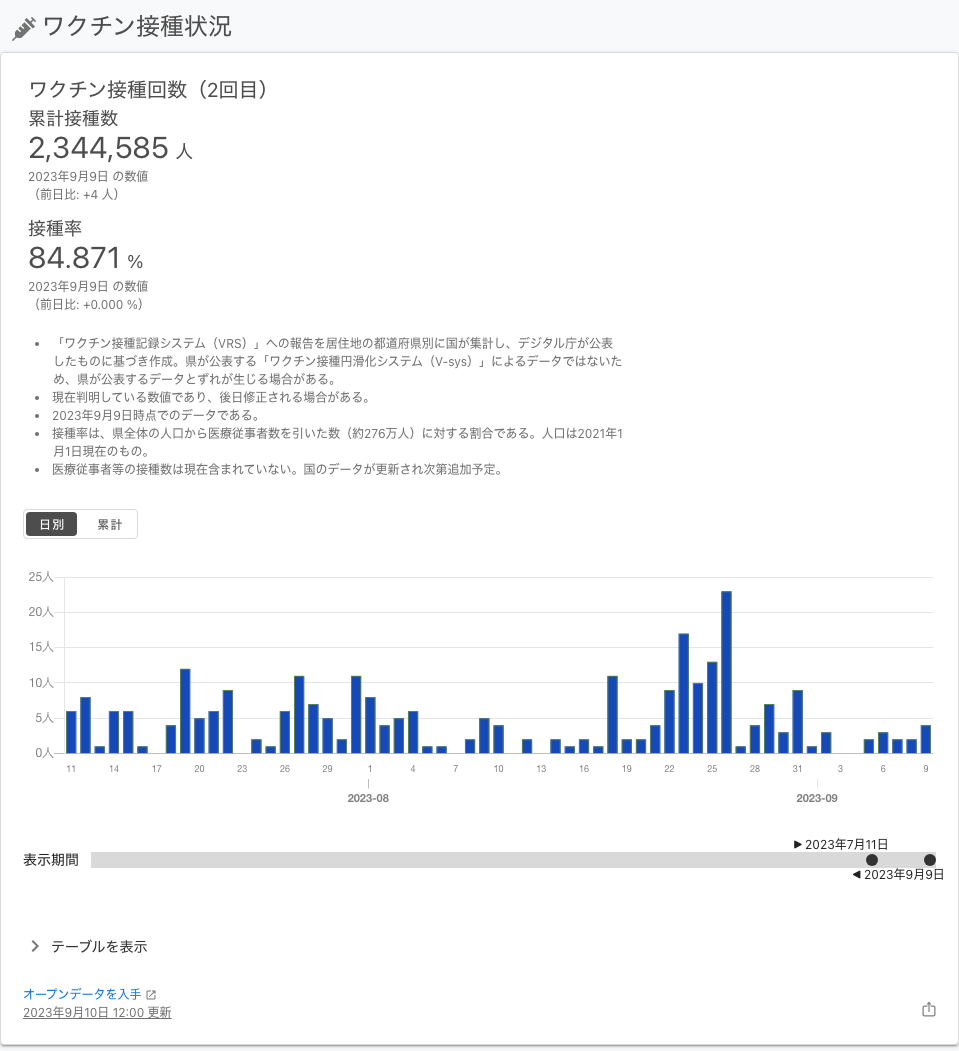 ワクチン接種状況
ワクチン接種回数（2回目）
累計接種数
2,344,585 人
2023年9月9日 の数値
（前日比: +4 人）
接種率
84.871 %
2023年9月9日 の数値
（前日比: +0.000 %）
• 「ワクチン接種記録システム（VRS）」への報告を居住地の都道府県別に国が集計し、デジタル庁が公表
したものに基づき作成。県が公表する「ワクチン接種円滑化システム（V-sys）」によるデータではないた
め、県が公表するデータとずれが生じる場合がある。
• 現在判明している数値であり、後日修正される場合がある。
• 2023年9月9日時点でのデータである。
• 接種率は、県全体の人口から医療従事者数を引いた数（約276万人）に対する割合である。人口は2021年1
月1日現在のもの。
• 医療従事者等の接種数は現在含まれていない。国のデータが更新され次第追加予定。
日別 累計
25人
20人
15人
10人
5人
0人
11 14 17 20 23 26 29 1 4 7 10 13 16 19 22 25 28 31 3 6 9
2023-08 2023-09
▶ 2023年7月11日
表示期間
◀ 2023年9月9日
テーブルを表示
オープンデータを入手
2023年9月10日 12:00 更新